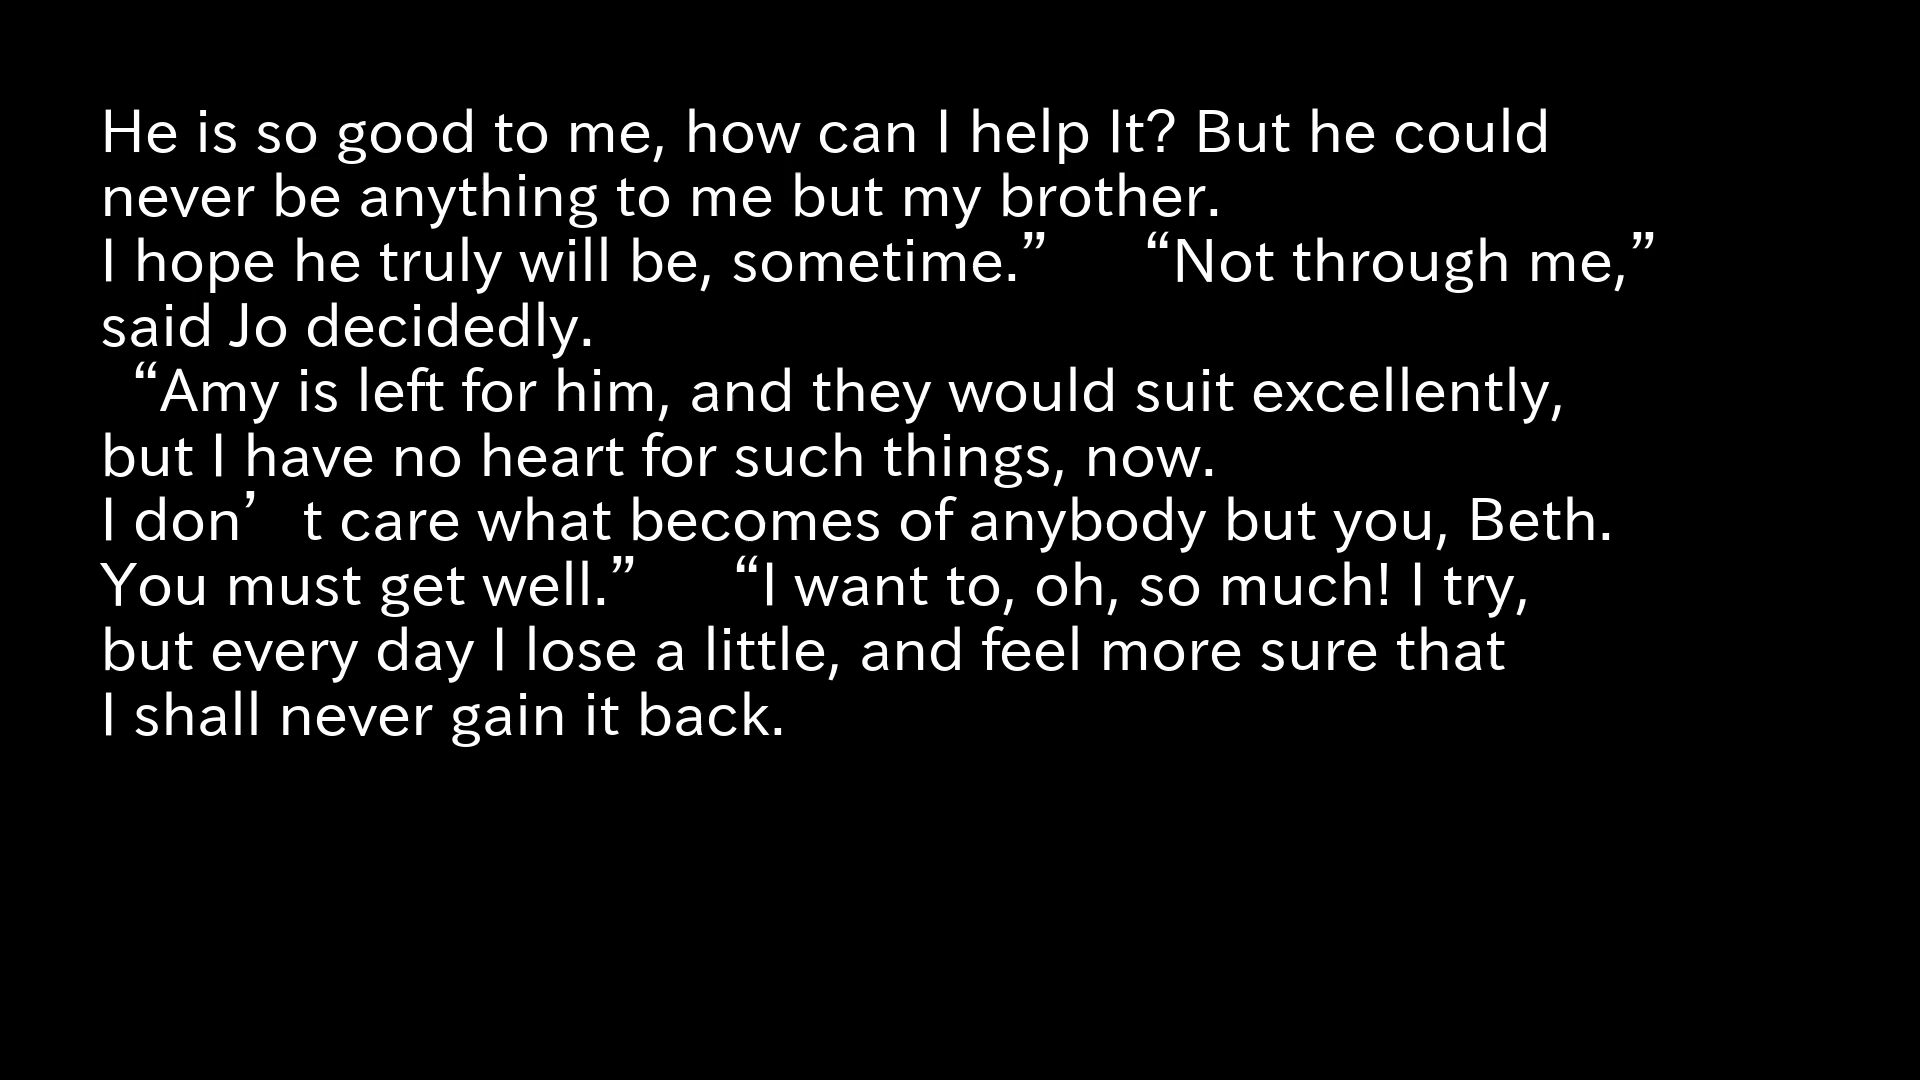 He is so good to me, how can I help It? But he could
never be anything to me but my brother.
I hope he truly will be, sometime.” “Not through me,”
said Jo decidedly.
“Amy is left for him, and they would suit excellently,
but I have no heart for such things, now.
I don’t care what becomes of anybody but you, Beth.
You must get well.” “I want to, oh, so much! I try,
but every day I lose a little, and feel more sure that
I shall never gain it back.